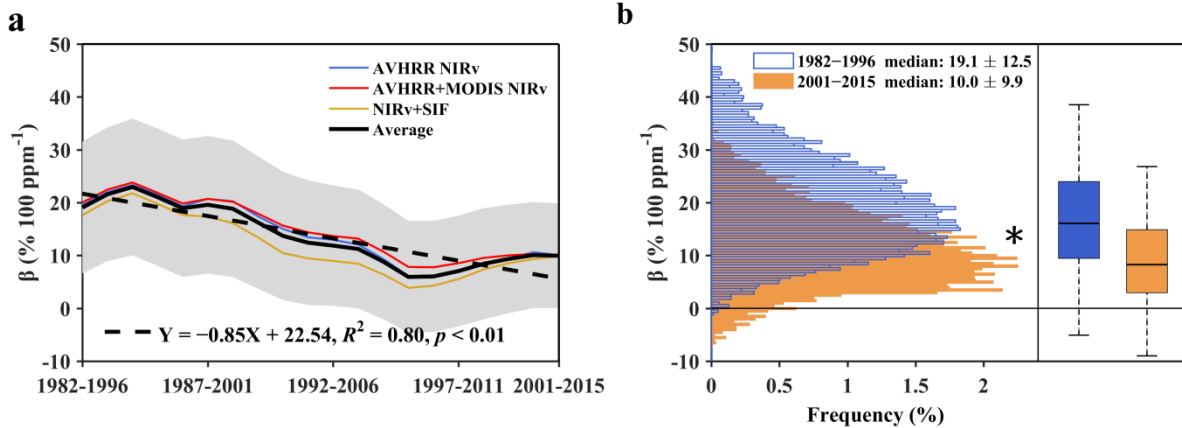 a
β (% 100 ppm⁻¹)
50
40
30
20
10
0
-10
AVHRR NIRv
AVHRR+MODIS NIRv
NIRv+SIF
Average
Y = −0.85X + 22.54, R² = 0.80, p < 0.01
1982-1996 1987-2001 1992-2006 1997-2011 2001-2015
b
β (% 100 ppm⁻¹)
50
40
30
20
10
0
-10
1982−1996 median: 19.1 ± 12.5
2001−2015 median: 10.0 ± 9.9
*
0 0.5 1 1.5 2
Frequency (%)